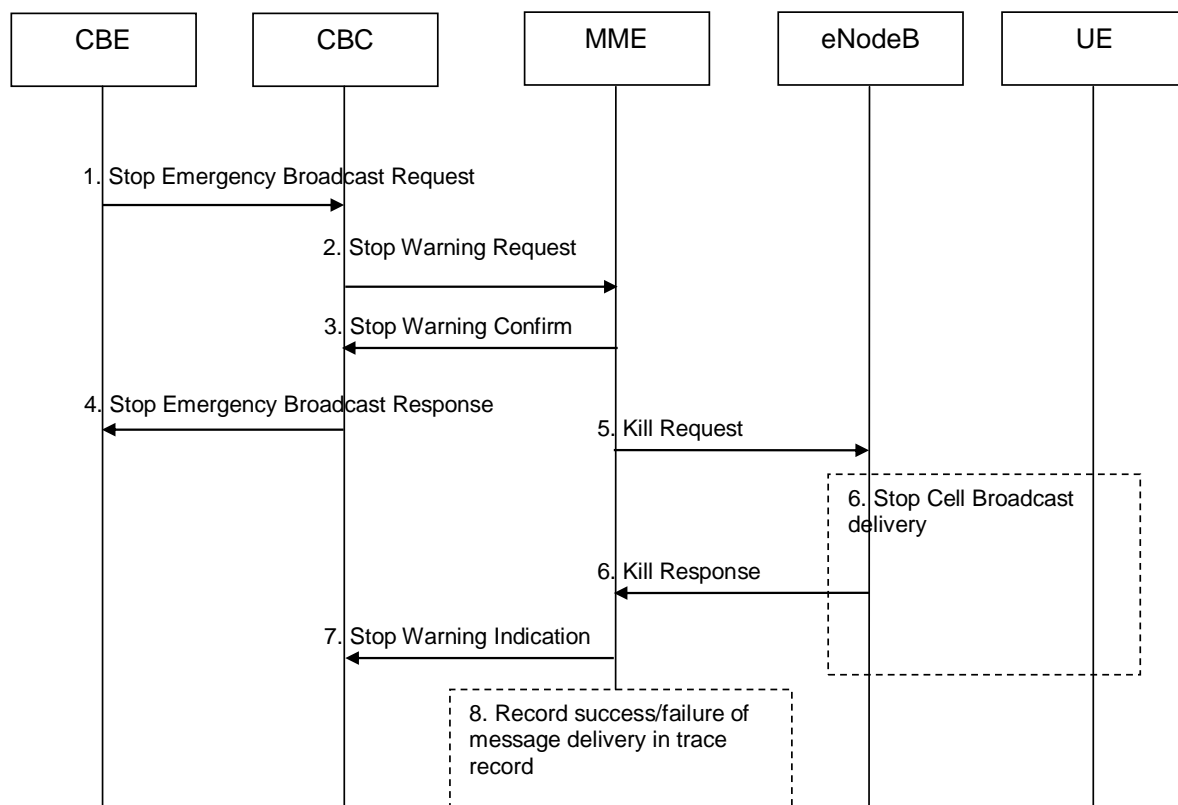 CBE
CBC
MME
eNodeB
UE
1. Stop Emergency Broadcast Request
2. Stop Warning Request
3. Stop Warning Confirm
4. Stop Emergency Broadcast Response
5. Kill Request
6. Stop Cell Broadcast
delivery
6. Kill Response
7. Stop Warning Indication
8. Record success/failure of
message delivery in trace
record